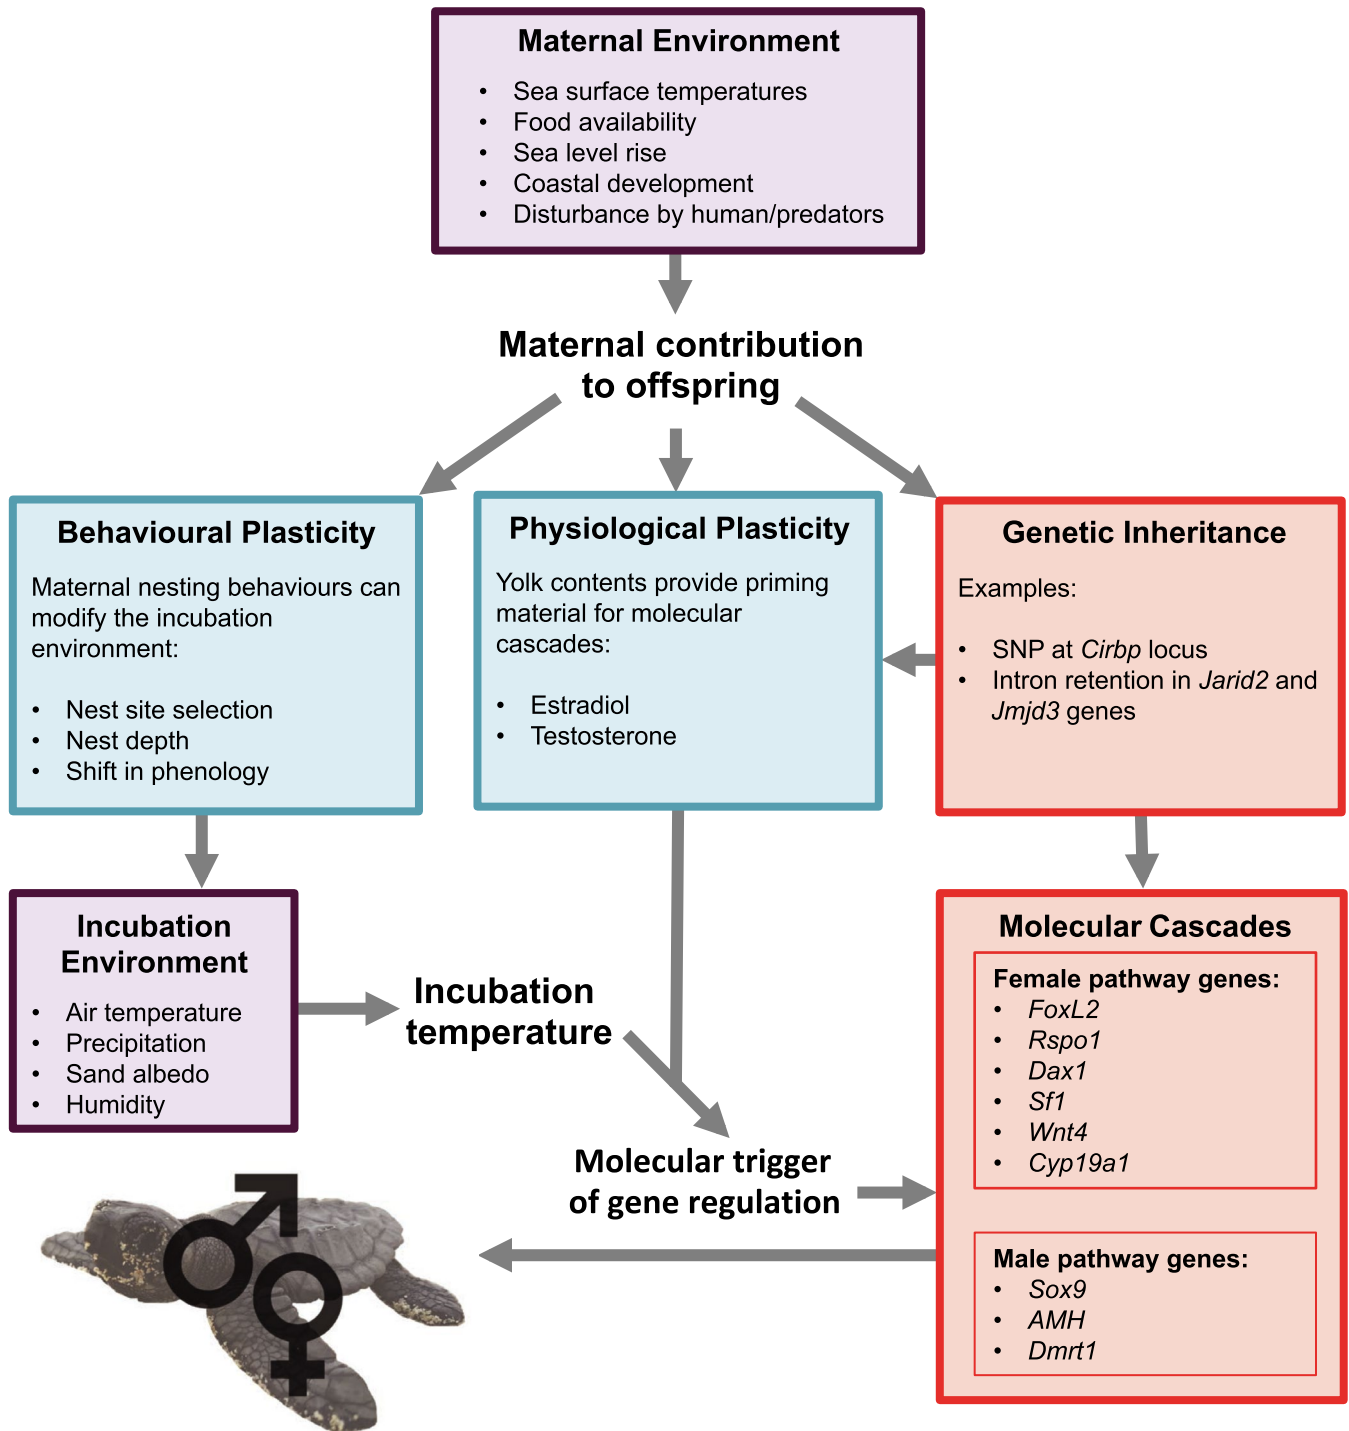 Maternal Environment
• Sea surface temperatures
• Food availability
• Sea level rise
• Coastal development
• Disturbance by human/predators
Maternal contribution
to offspring
Behavioural Plasticity
Maternal nesting behaviours can
modify the incubation
environment:
• Nest site selection
• Nest depth
• Shift in phenology
Physiological Plasticity
Yolk contents provide priming
material for molecular
cascades:
• Estradiol
• Testosterone
Genetic Inheritance
Examples:
• SNP at Cirbp locus
• Intron retention in Jarid2 and
Jmjd3 genes
Incubation
Environment
• Air temperature
• Precipitation
• Sand albedo
• Humidity
Incubation
temperature
Molecular trigger
of gene regulation
Molecular Cascades
Female pathway genes:
• FoxL2
• Rspo1
• Dax1
• Sf1
• Wnt4
• Cyp19a1
Male pathway genes:
• Sox9
• AMH
• Dmrt1